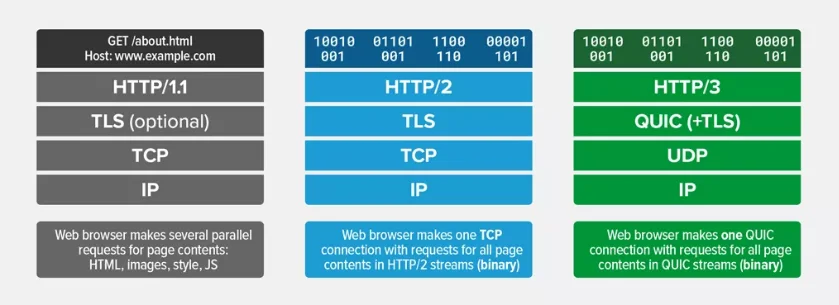 GET /about.html
Host: www.example.com
HTTP/1.1
TLS (optional)
TCP
IP
Web browser makes several parallel
requests for page contents:
HTML, images, style, JS
10010 01101 1100 00001
001 001 110 101
HTTP/2
TLS
TCP
IP
Web browser makes one TCP
connection with requests for all page
contents in HTTP/2 streams (binary)
10010 01101 1100 00001
001 001 110 101
HTTP/3
QUIC (+TLS)
UDP
IP
Web browser makes one QUIC
connection with requests for all page
contents in QUIC streams (binary)